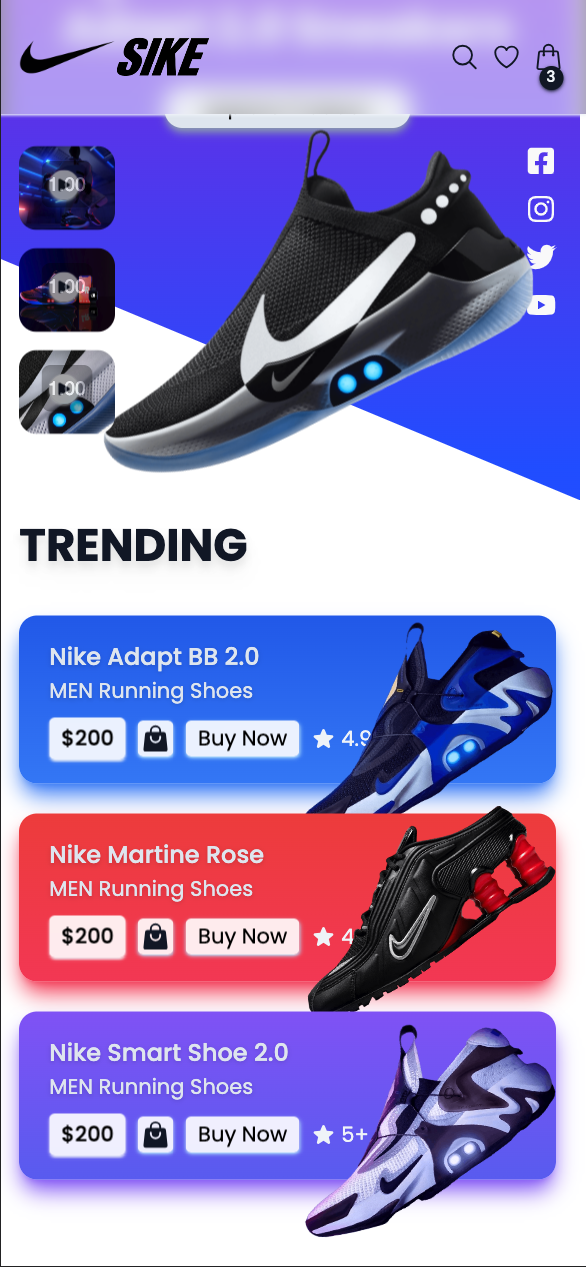 SIKE
3
1:00
1:00
1:00
TRENDING
Nike Adapt BB 2.0
MEN Running Shoes
$200 Buy Now 4.9
Nike Martine Rose
MEN Running Shoes
$200 Buy Now 4
Nike Smart Shoe 2.0
MEN Running Shoes
$200 Buy Now 5+